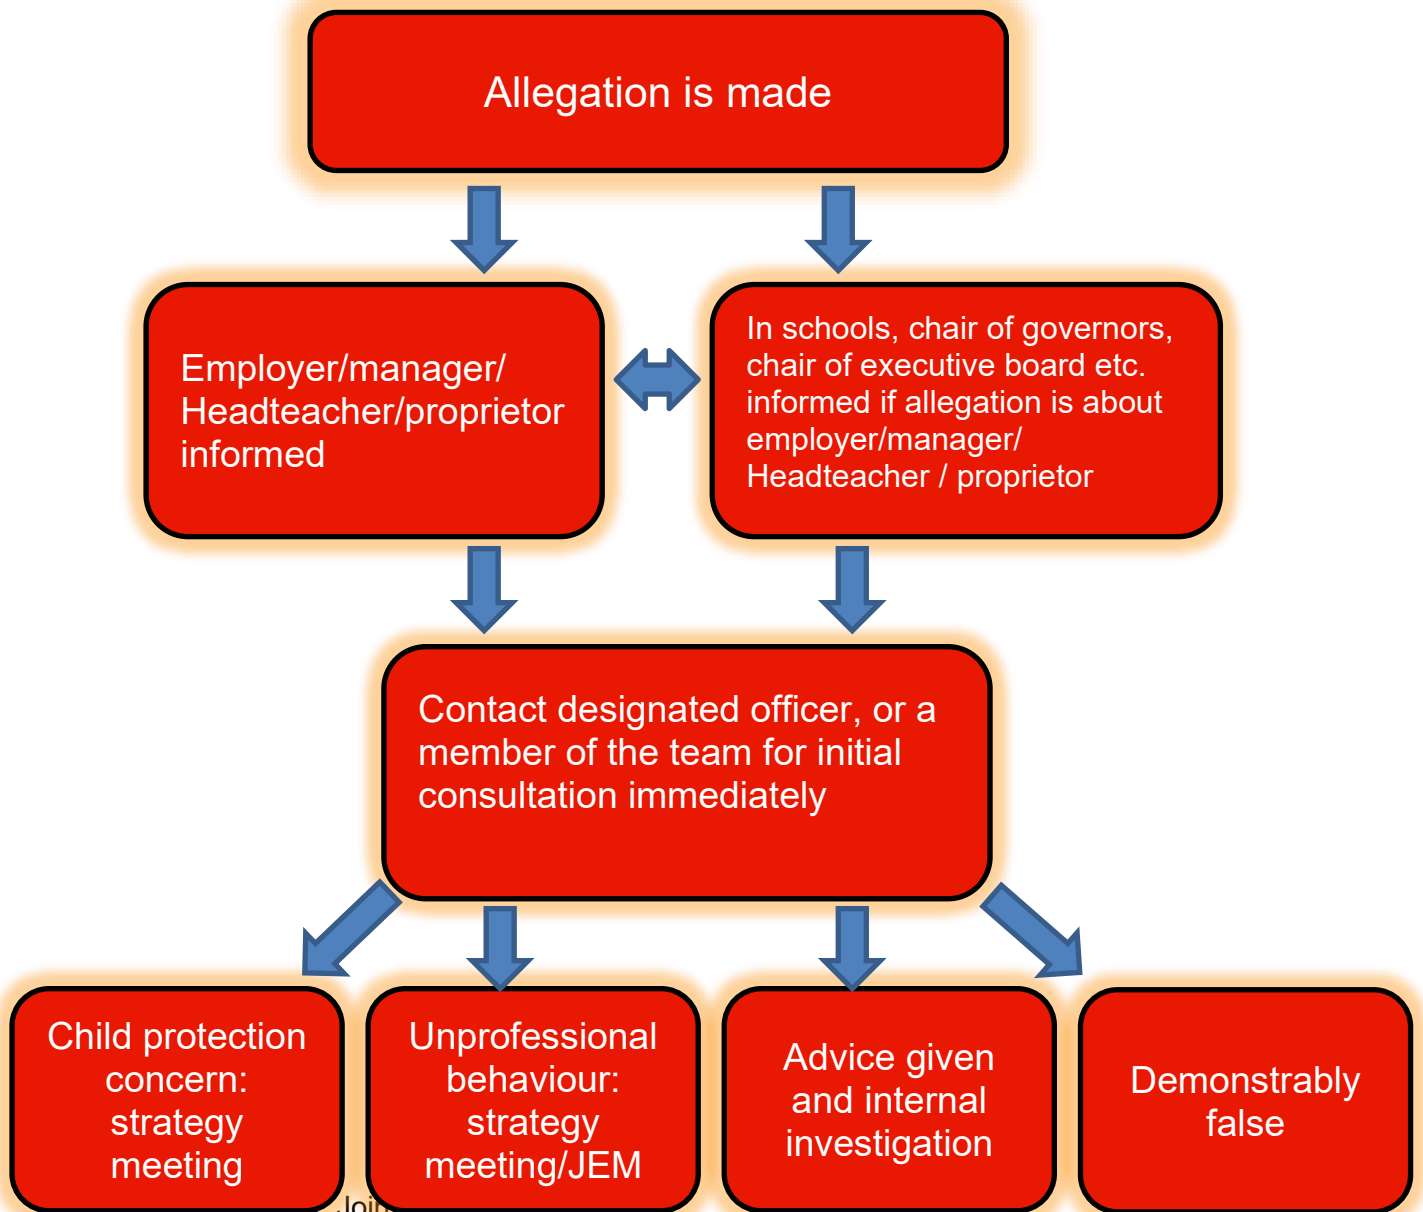 Allegation is made
Employer/manager/
Headteacher/proprietor
informed
In schools, chair of governors,
chair of executive board etc.
informed if allegation is about
employer/manager/
Headteacher / proprietor
Contact designated officer, or a
member of the team for initial
consultation immediately
Child protection
concern:
strategy
meeting
Unprofessional
behaviour:
strategy
meeting/JEM
Advice given
and internal
investigation
Demonstrably
false